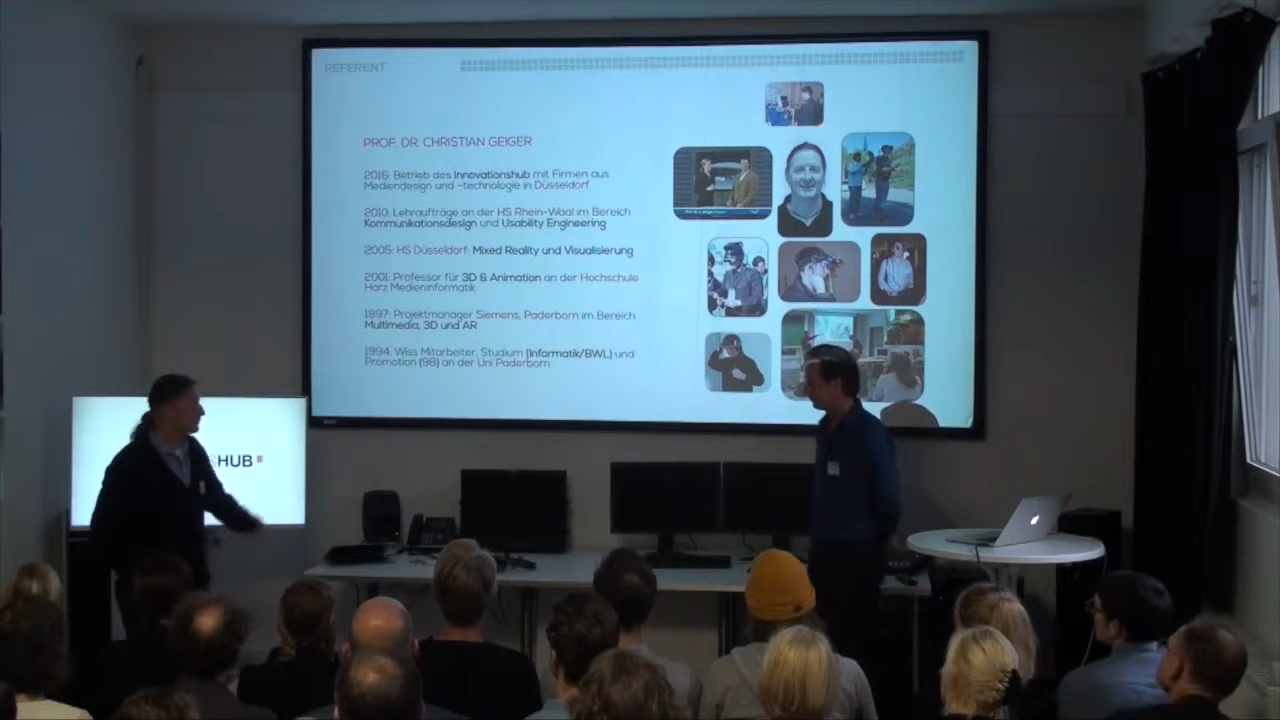 REFERENT
PROF. DR. CHRISTIAN GEIGER
2016: Betrieb des Innovationshub mit Firmen aus
Mediendesign und -technologie in Düsseldorf
2010: Lehraufträge an der HS Rhein-Waal im Bereich
Kommunikationsdesign und Usability Engineering
2005: HS Düsseldorf: Mixed Reality und Visualisierung
2001: Professor für 3D & Animation an der Hochschule
Harz Medieninformatik
1997: Projektmanager Siemens, Paderborn im Bereich
Multimedia, 3D und AR
1994: Wiss Mitarbeiter, Studium (Informatik/BWL) und
Promotion (98) an der Uni Paderborn
HUB